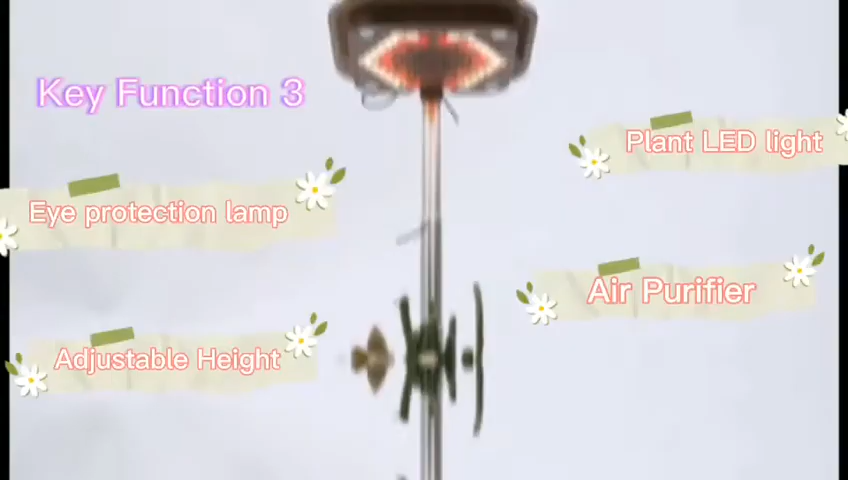 Key Function 3
Plant LED light
Eye protection lamp
Air Purifier
Adjustable Height